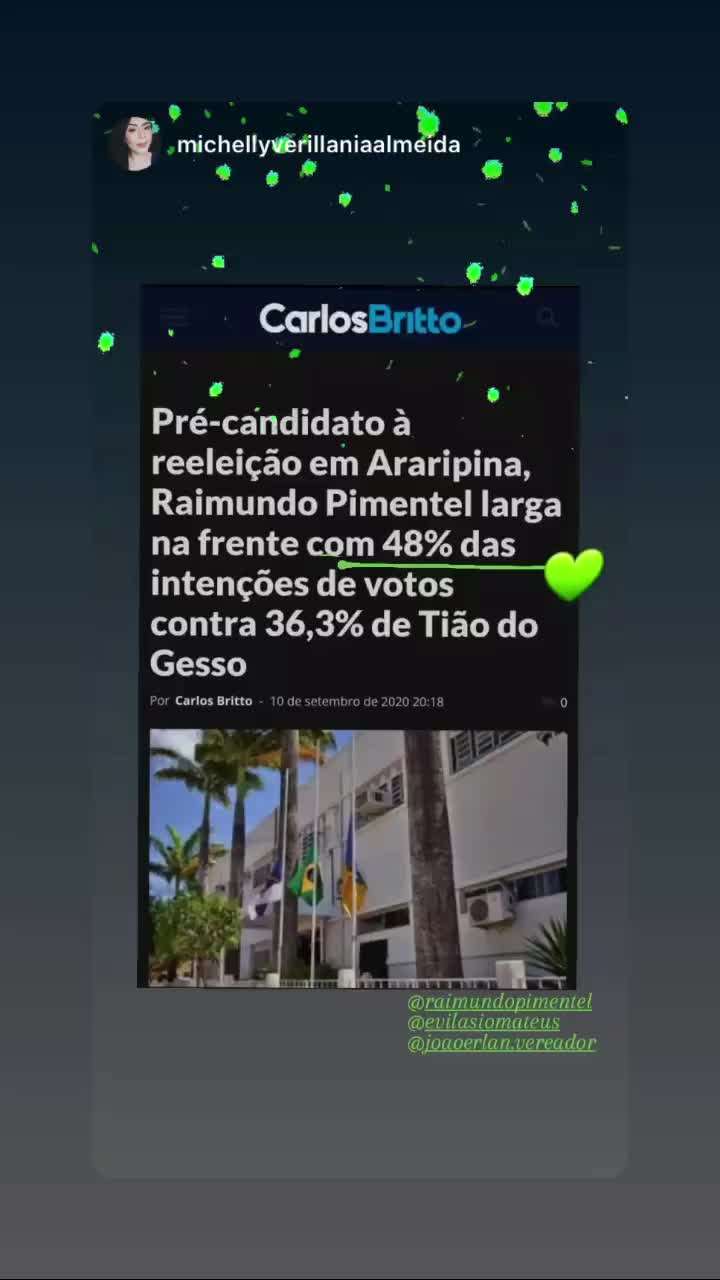 michellyverillaniaalmeida
CarlosBritto
Pré-candidato à
reeleição em Araripina,
Raimundo Pimentel larga
na frente com 48% das
intenções de votos
contra 36,3% de Tião do
Gesso
Por Carlos Britto - 10 de setembro de 2020 20:18
0
@raimundopimentel
@evilasiomateus
@joaoerlan.vereador